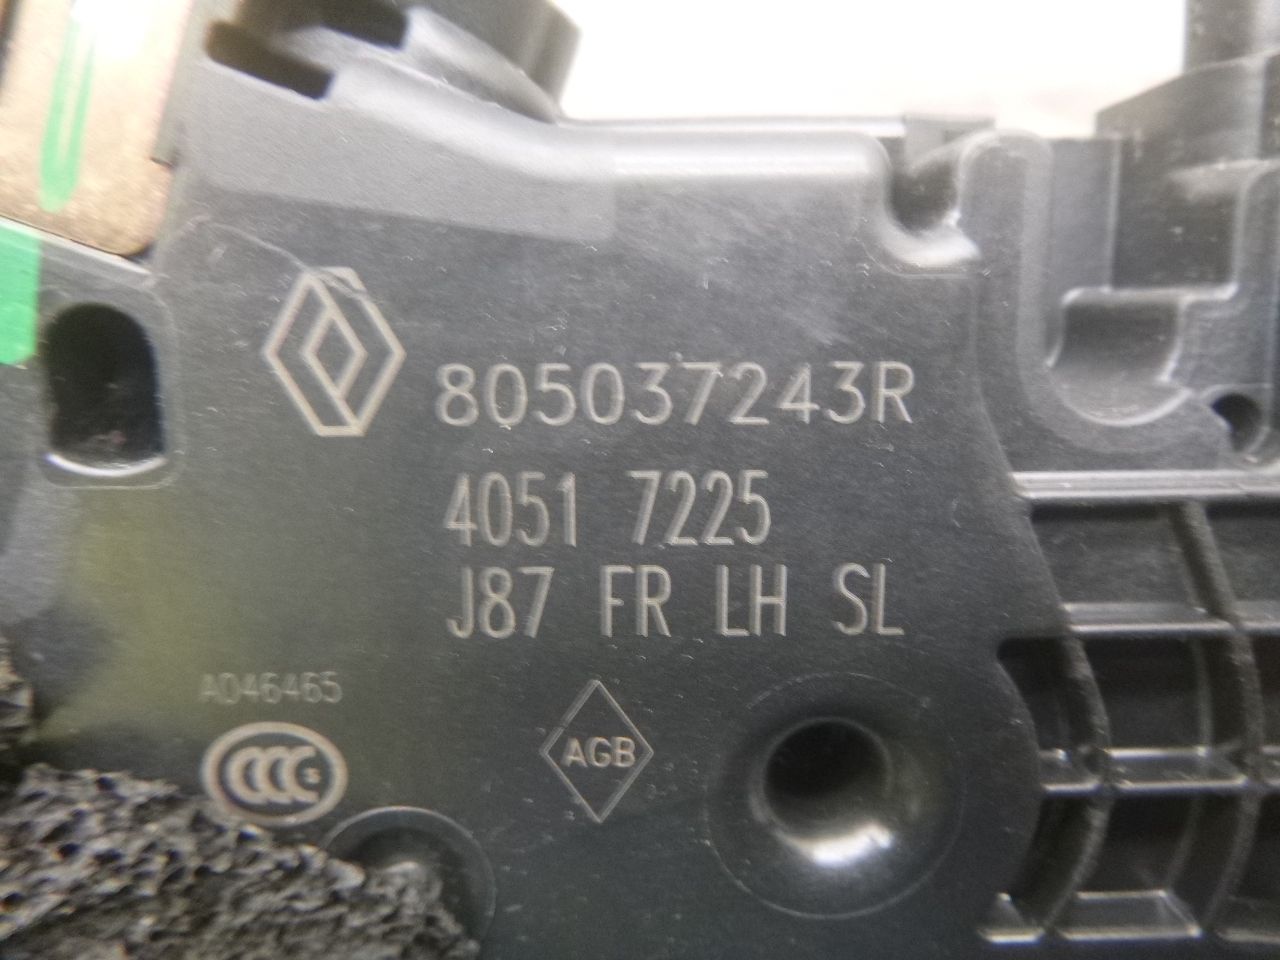 805037243R
4051 7225
J87 FR LH SL
A046465
CCC S
AGB